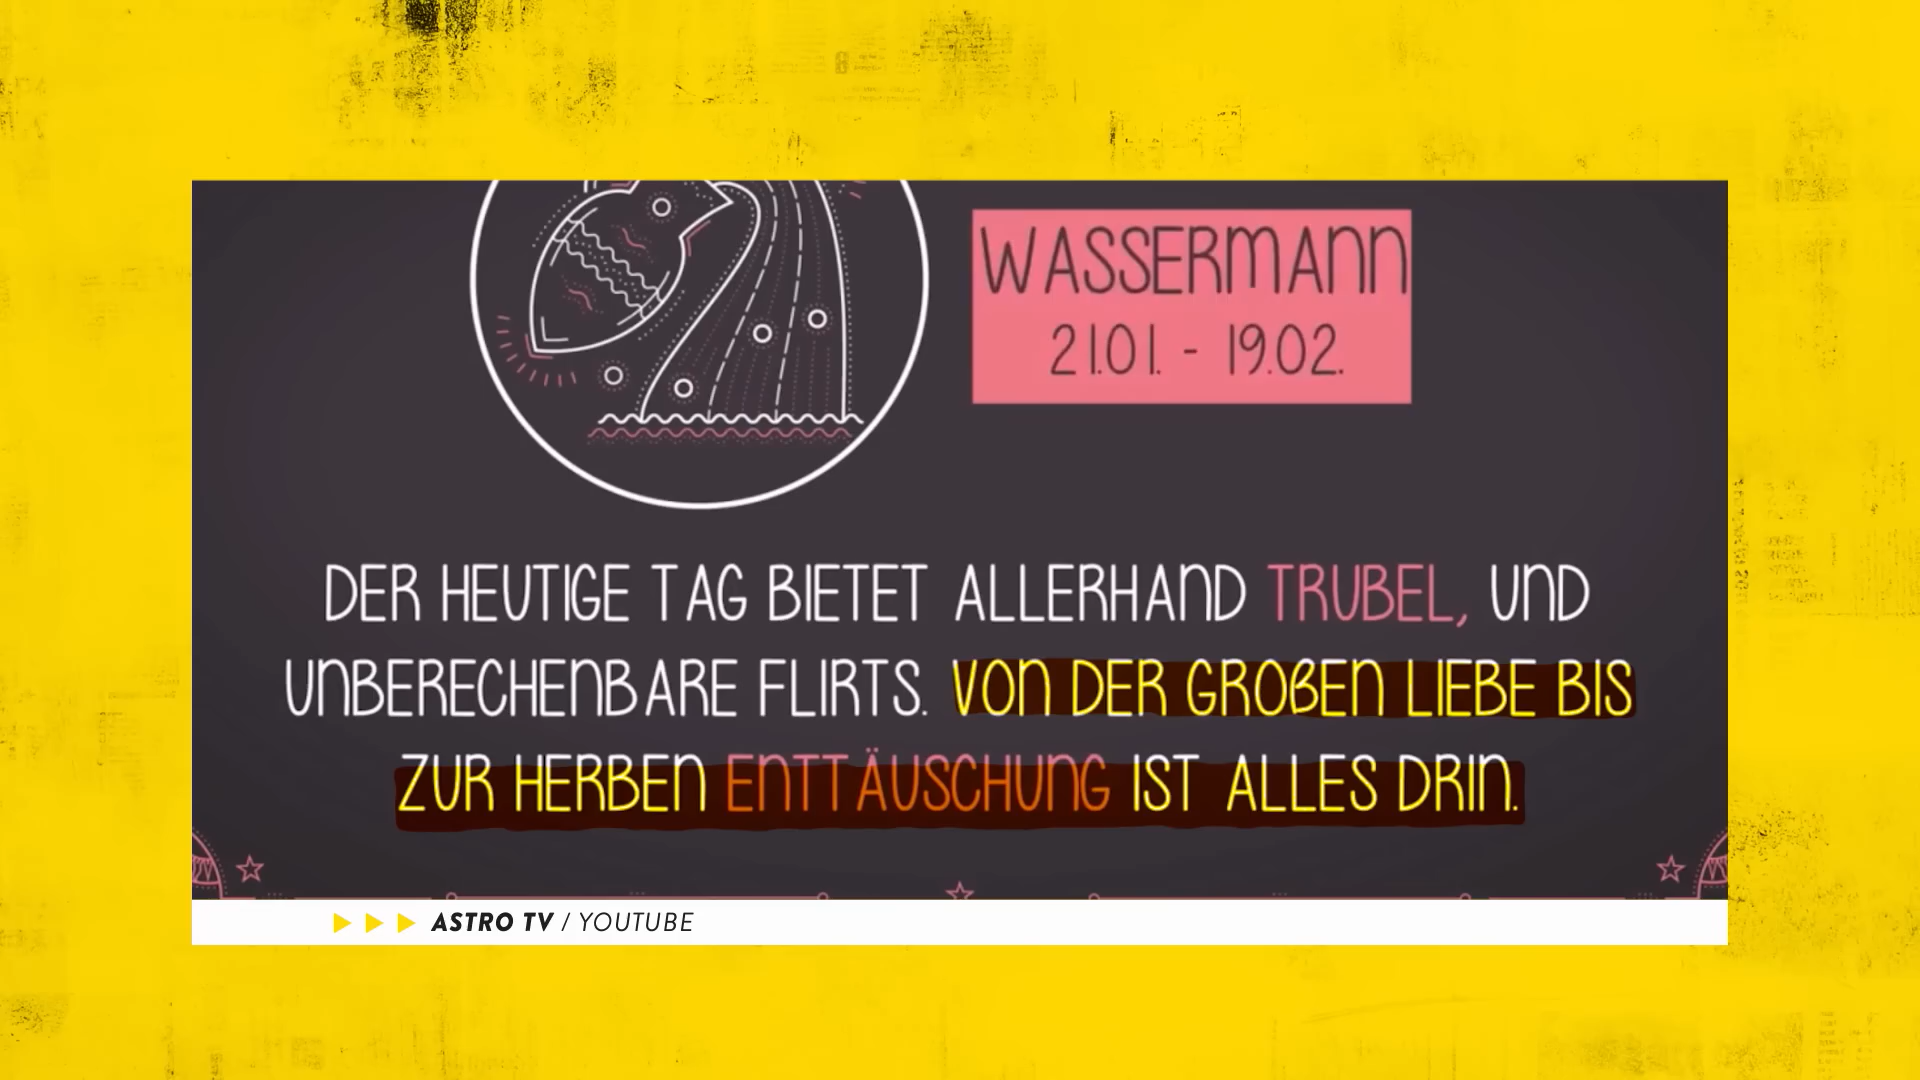 WASSERMANN
21.01. - 19.02.
DER HEUTIGE TAG BIETET ALLERHAND TRUBEL, UND
UNBERECHENBARE FLIRTS. VON DER GROßEN LIEBE BIS
ZUR HERBEN ENTTÄUSCHUNG IST ALLES DRIN.
ASTRO TV / YOUTUBE